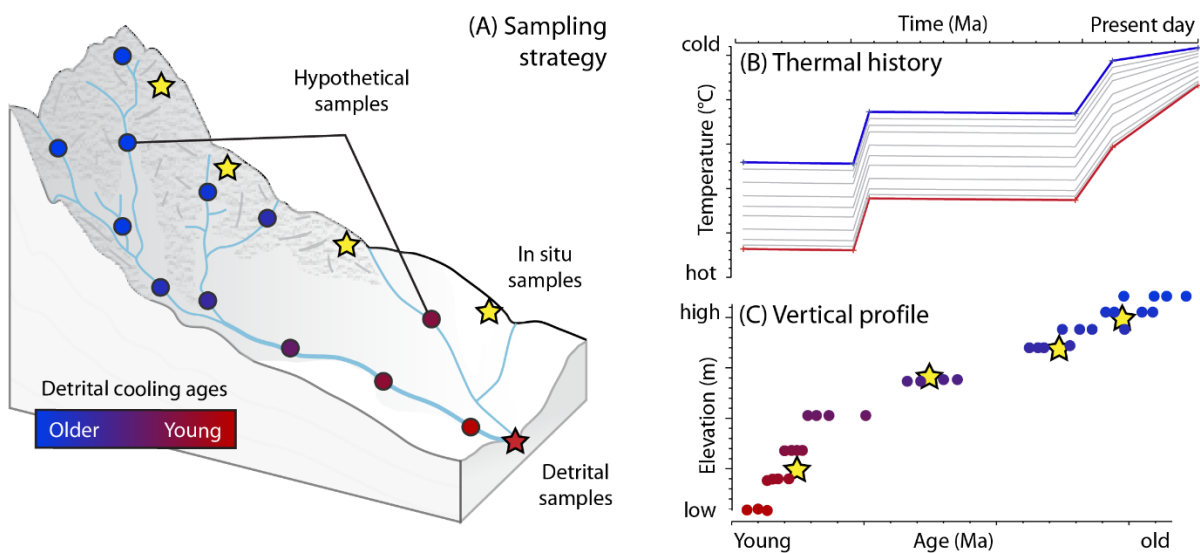 (A) Sampling
strategy
Hypothetical
samples
In situ
samples
Detrital cooling ages
Older Young
Detrital
samples
Time (Ma) Present day
cold
(B) Thermal history
Temperature (°C)
hot
high
(C) Vertical profile
Elevation (m)
low
Young Age (Ma) old